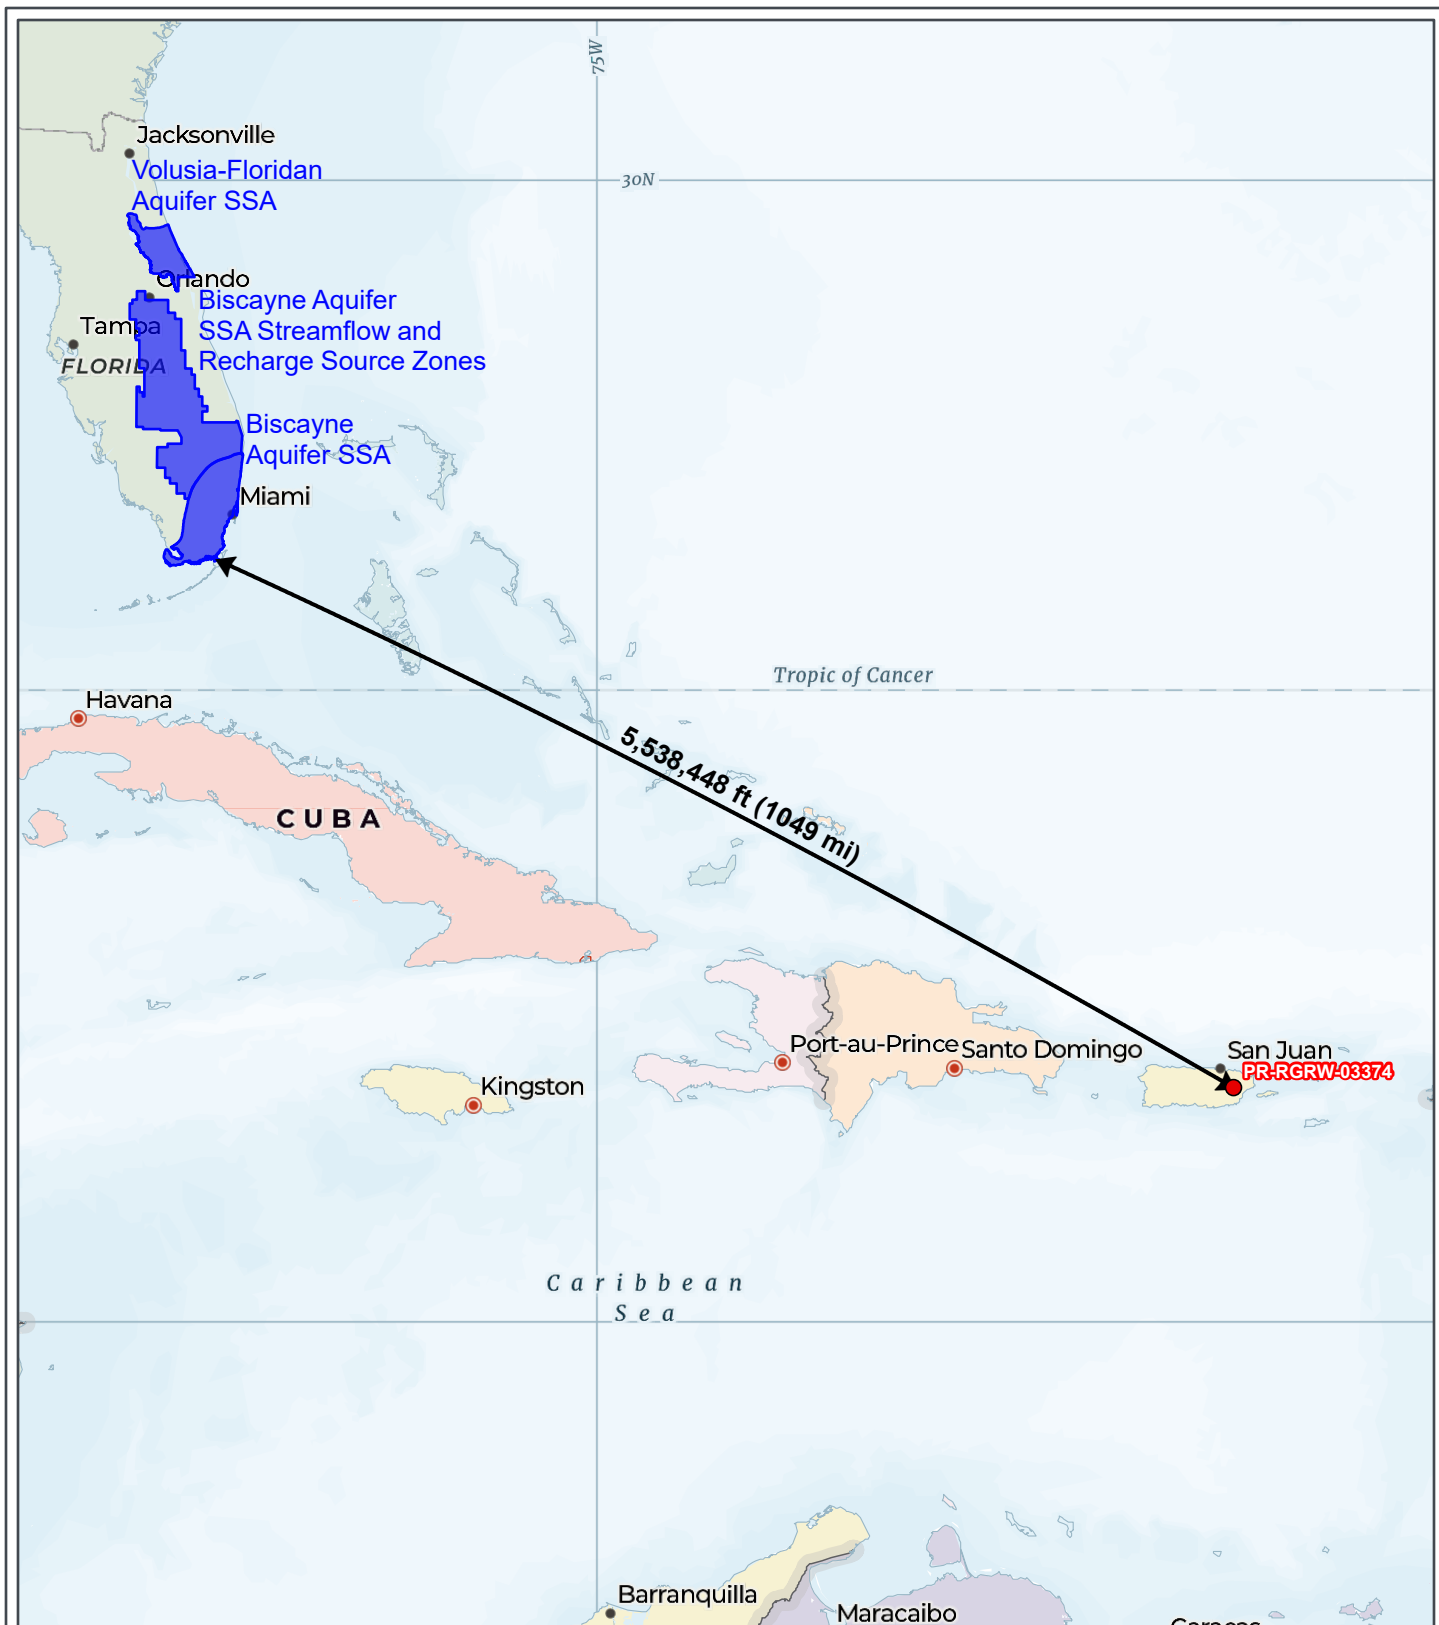 75W
Jacksonville
Volusia-Floridan
Aquifer SSA
30N
Orlando
Biscayne Aquifer
SSA Streamflow and
Recharge Source Zones
Tampa
FLORIDA
Biscayne
Aquifer SSA
Miami
Tropic of Cancer
Havana
5,538,448 ft (1049 mi)
CUBA
Port-au-Prince
Santo Domingo
San Juan
PR-RGRW-03374
Kingston
Caribbean
Sea
Barranquilla
Maracaibo
Caracas